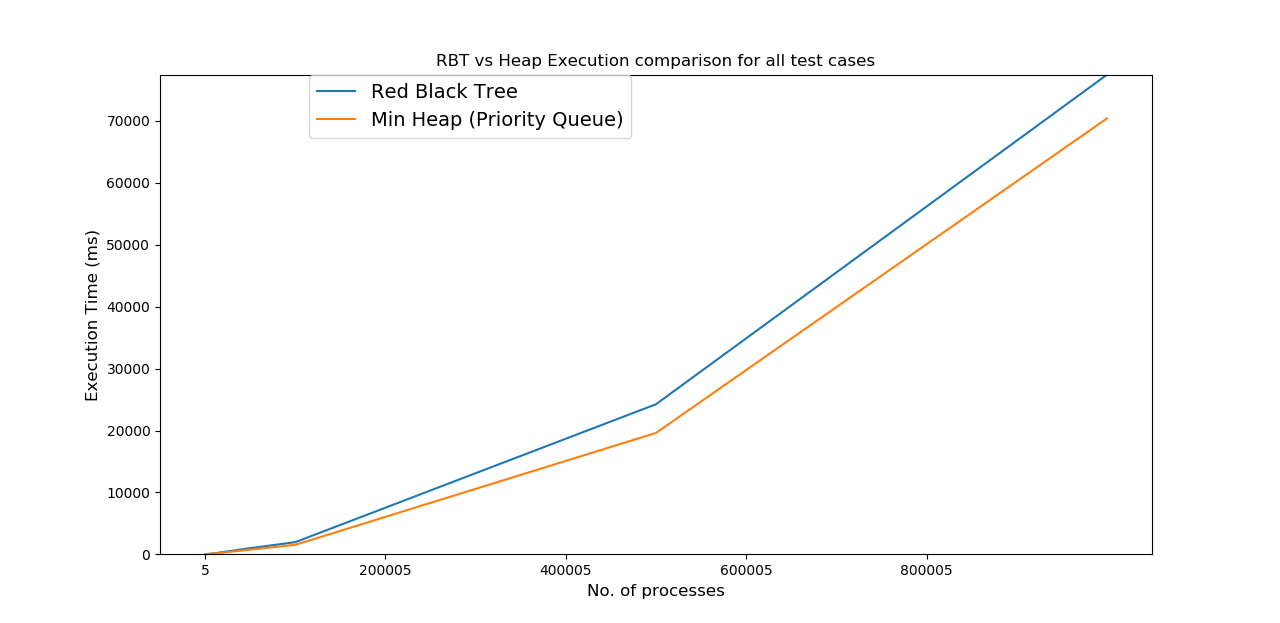 RBT vs Heap Execution comparison for all test cases
Red Black Tree
Min Heap (Priority Queue)
Execution Time (ms)
70000
60000
50000
40000
30000
20000
10000
0
5
200005
400005
600005
800005
No. of processes